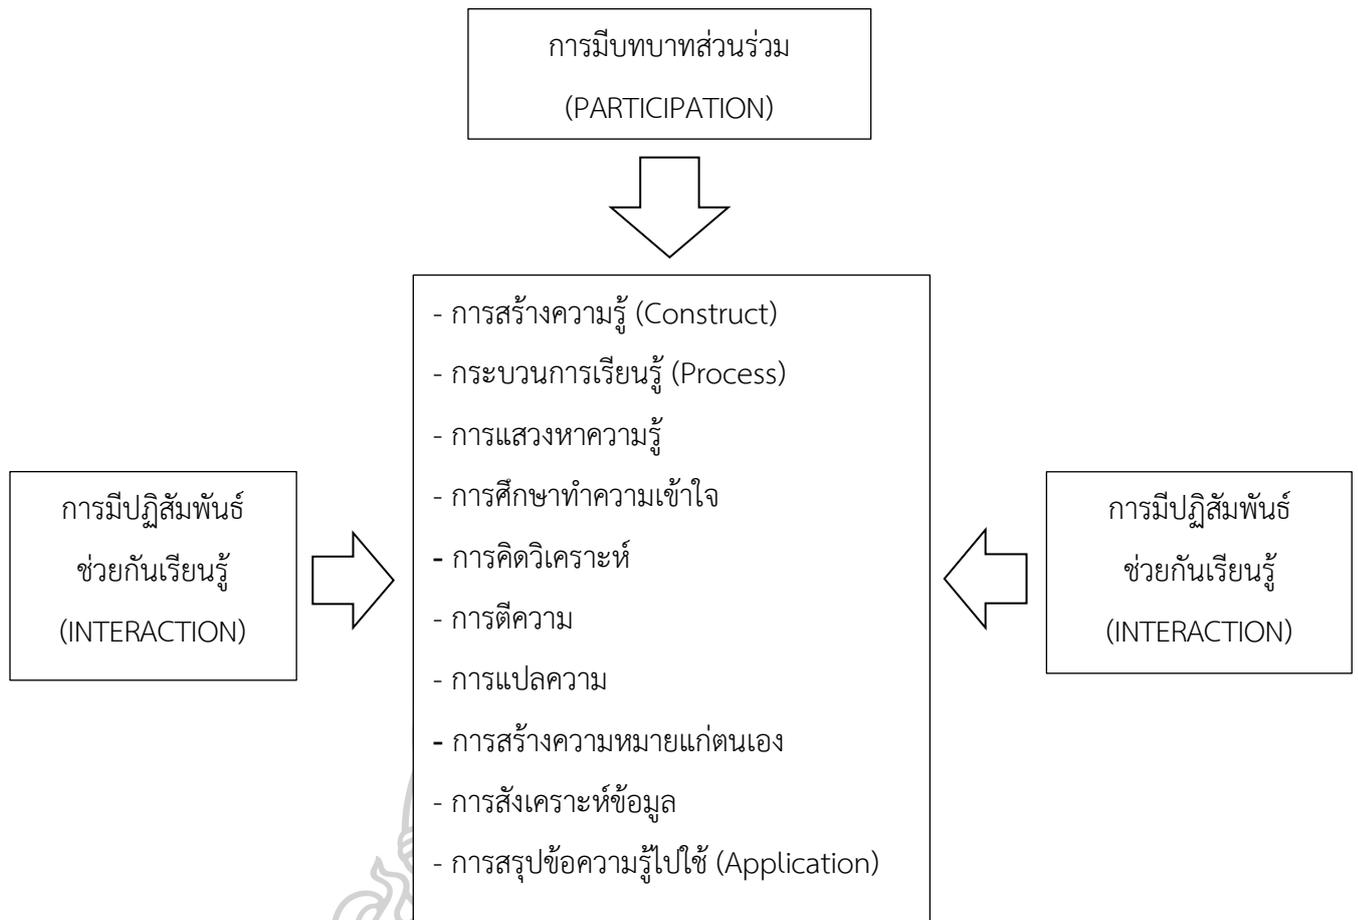 การมีบทบาทส่วนร่วม
(PARTICIPATION)
- การสร้างความรู้ (Construct)
- กระบวนการเรียนรู้ (Process)
- การแสวงหาความรู้
- การศึกษาทำความเข้าใจ
- การคิดวิเคราะห์
- การตีความ
- การแปลความ
- การสร้างความหมายแก่ตนเอง
- การสังเคราะห์ข้อมูล
- การสรุปข้อความรู้ไปใช้ (Application)
การมีปฏิสัมพันธ์
ช่วยกันเรียนรู้
(INTERACTION)
การมีปฏิสัมพันธ์
ช่วยกันเรียนรู้
(INTERACTION)